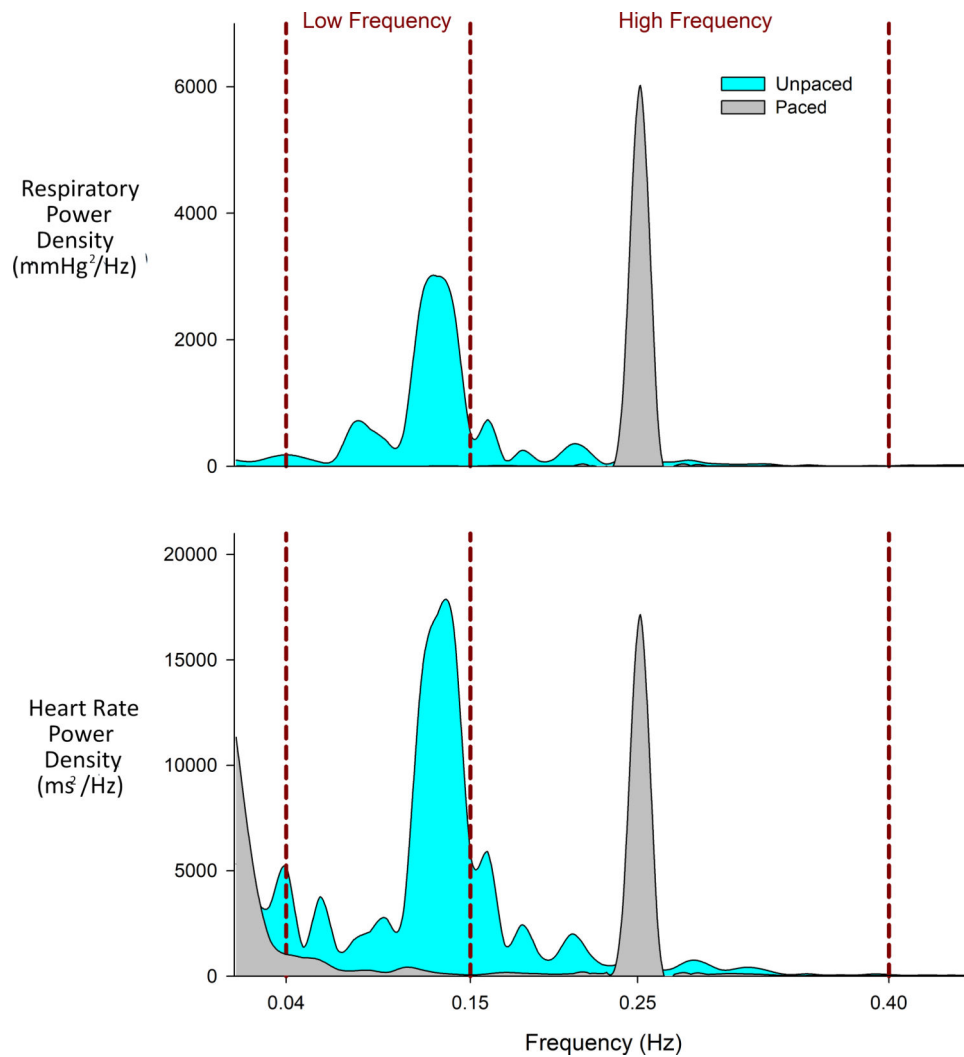 Low Frequency
High Frequency
Unpaced
Paced
6000
4000
2000
0
Respiratory
Power
Density
(mmHg²/Hz)
20000
15000
10000
5000
0
Heart Rate
Power
Density
(ms²/Hz)
0.04
0.15
0.25
0.40
Frequency (Hz)